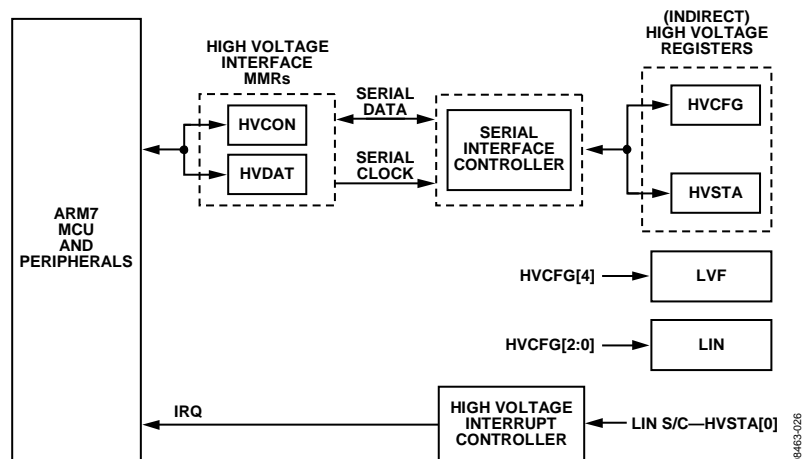 (INDIRECT)
HIGH VOLTAGE
REGISTERS
HIGH VOLTAGE
INTERFACE
MMRs
HVCON
HVDAT
SERIAL
DATA
SERIAL
CLOCK
SERIAL
INTERFACE
CONTROLLER
HVCFG
HVSTA
ARM7
MCU
AND
PERIPHERALS
HVCFG[4]
LVF
HVCFG[2:0]
LIN
IRQ
HIGH VOLTAGE
INTERRUPT
CONTROLLER
LIN S/C—HVSTA[0]
08463-026